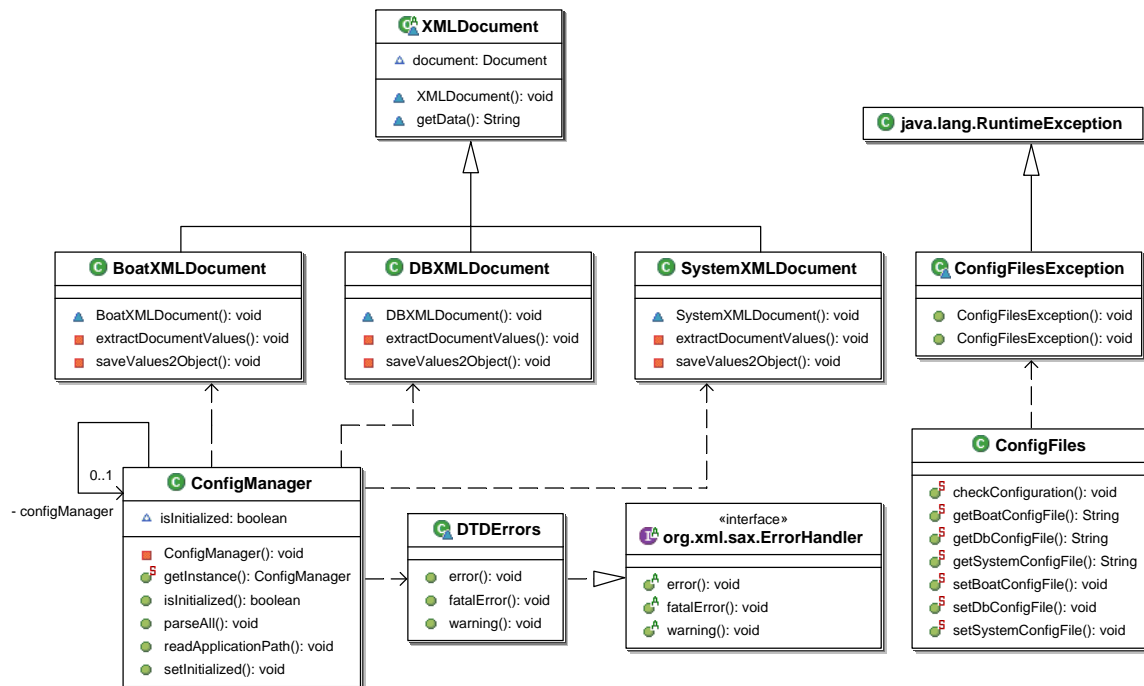 XMLDocument
document: Document
XMLDocument(): void
getData(): String
java.lang.RuntimeException
BoatXMLDocument
BoatXMLDocument(): void
extractDocumentValues(): void
saveValues2Object(): void
DBXMLDocument
DBXMLDocument(): void
extractDocumentValues(): void
saveValues2Object(): void
SystemXMLDocument
SystemXMLDocument(): void
extractDocumentValues(): void
saveValues2Object(): void
ConfigFilesException
ConfigFilesException(): void
ConfigFilesException(): void
0..1
- configManager
ConfigManager
isInitialized: boolean
ConfigManager(): void
getInstance(): ConfigManager
isInitialized(): boolean
parseAll(): void
readApplicationPath(): void
setInitialized(): void
DTDErrors
error(): void
fatalError(): void
warning(): void
«interface»
org.xml.sax.ErrorHandler
error(): void
fatalError(): void
warning(): void
ConfigFiles
checkConfiguration(): void
getBoatConfigFile(): String
getDbConfigFile(): String
getSystemConfigFile(): String
setBoatConfigFile(): void
setDbConfigFile(): void
setSystemConfigFile(): void